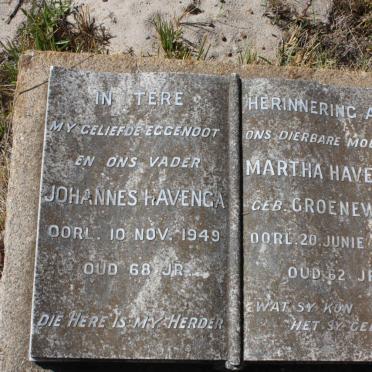 IN TERE
MY GELIEFDE EGGENOOT
EN ONS VADER
JOHANNES HAVENGA
OORL. 10 NOV. 1949
OUD 68 JR.
DIE HERE IS MY HERDER
HERINNERING A
ONS DIERBARE MOE
MARTHA HAVE
GEB. GROENEW
OORL. 20 JUNIE
OUD 62 JR
WAT SY KON
HET SY GE